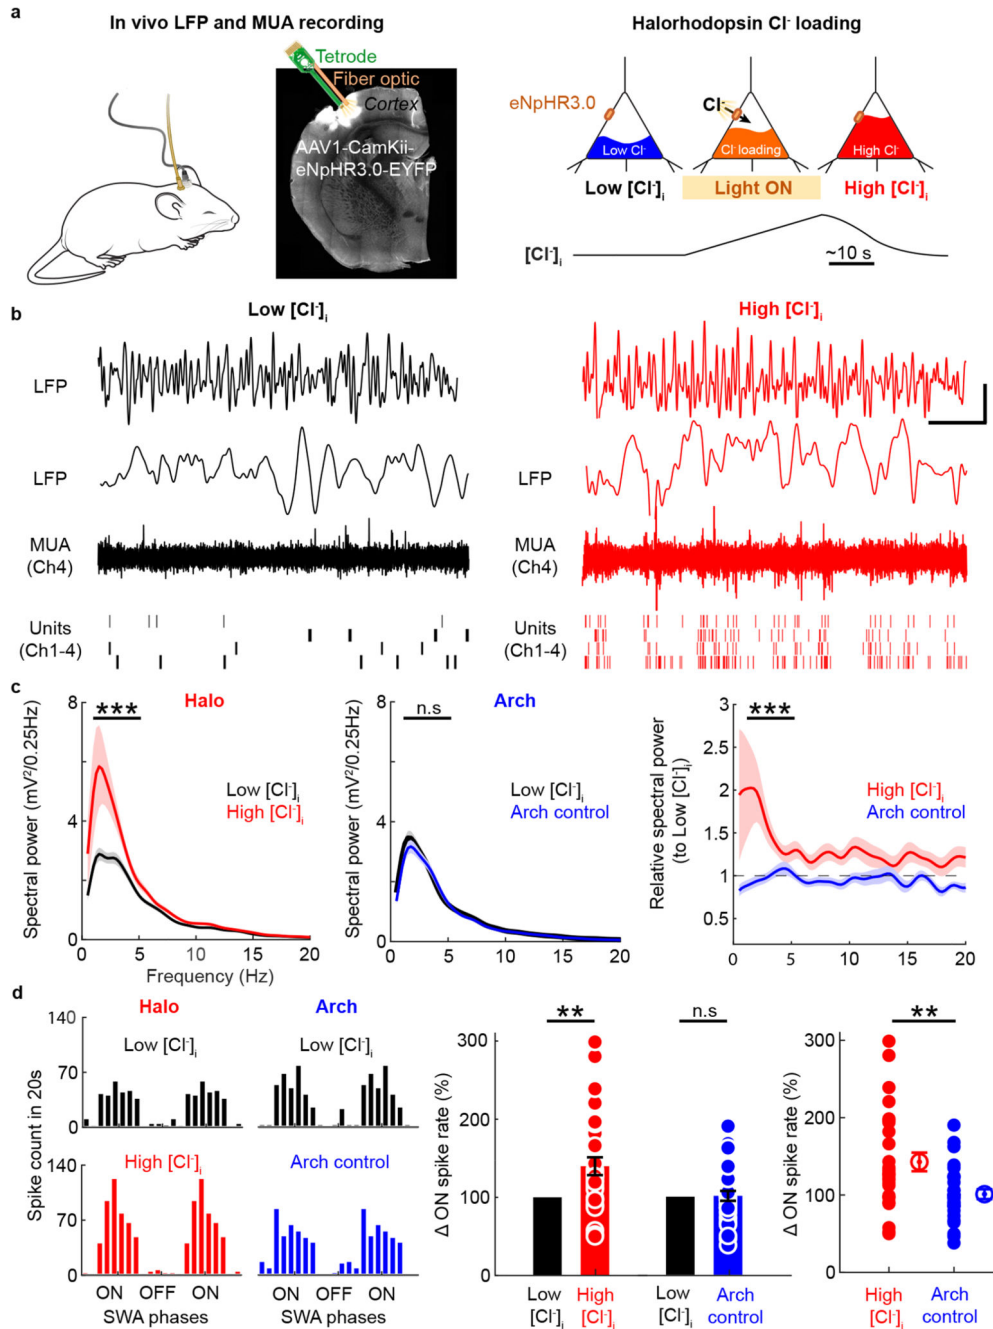 a
In vivo LFP and MUA recording
Halorhodopsin Cl- loading
Tetrode
Fiber optic
Cortex
AAV1-CamKii-
eNpHR3.0-EYFP
eNpHR3.0
Cl-
Low Cl-
Cl- loading
High Cl-
Low [Cl-]i
Light ON
High [Cl-]i
[Cl-]i
~10 s
b
Low [Cl-]i
High [Cl-]i
LFP
LFP
LFP
LFP
MUA
(Ch4)
MUA
(Ch4)
Units
(Ch1-4)
Units
(Ch1-4)
c
Halo
Spectral power (mV²/0.25Hz)
8
4
0
***
Low [Cl-]i
High [Cl-]i
0 5 10 15 20
Frequency (Hz)
Arch
Spectral power (mV²/0.25Hz)
8
4
0
n.s
Low [Cl-]i
Arch control
0 5 10 15 20
Relative spectral power
(to Low [Cl-]i)
3
2.5
2
1.5
1
0.5
***
High [Cl-]i
Arch control
0 5 10 15 20
d
Halo
Arch
Spike count in 20s
140
70
0
Low [Cl-]i
Low [Cl-]i
140
70
0
High [Cl-]i
Arch control
ON OFF ON
SWA phases
ON OFF ON
SWA phases
Δ ON spike rate (%)
300
200
100
0
**
n.s
Low
[Cl-]i
High
[Cl-]i
Low
[Cl-]i
Arch
control
Δ ON spike rate (%)
300
200
100
0
**
High
[Cl-]i
Arch
control